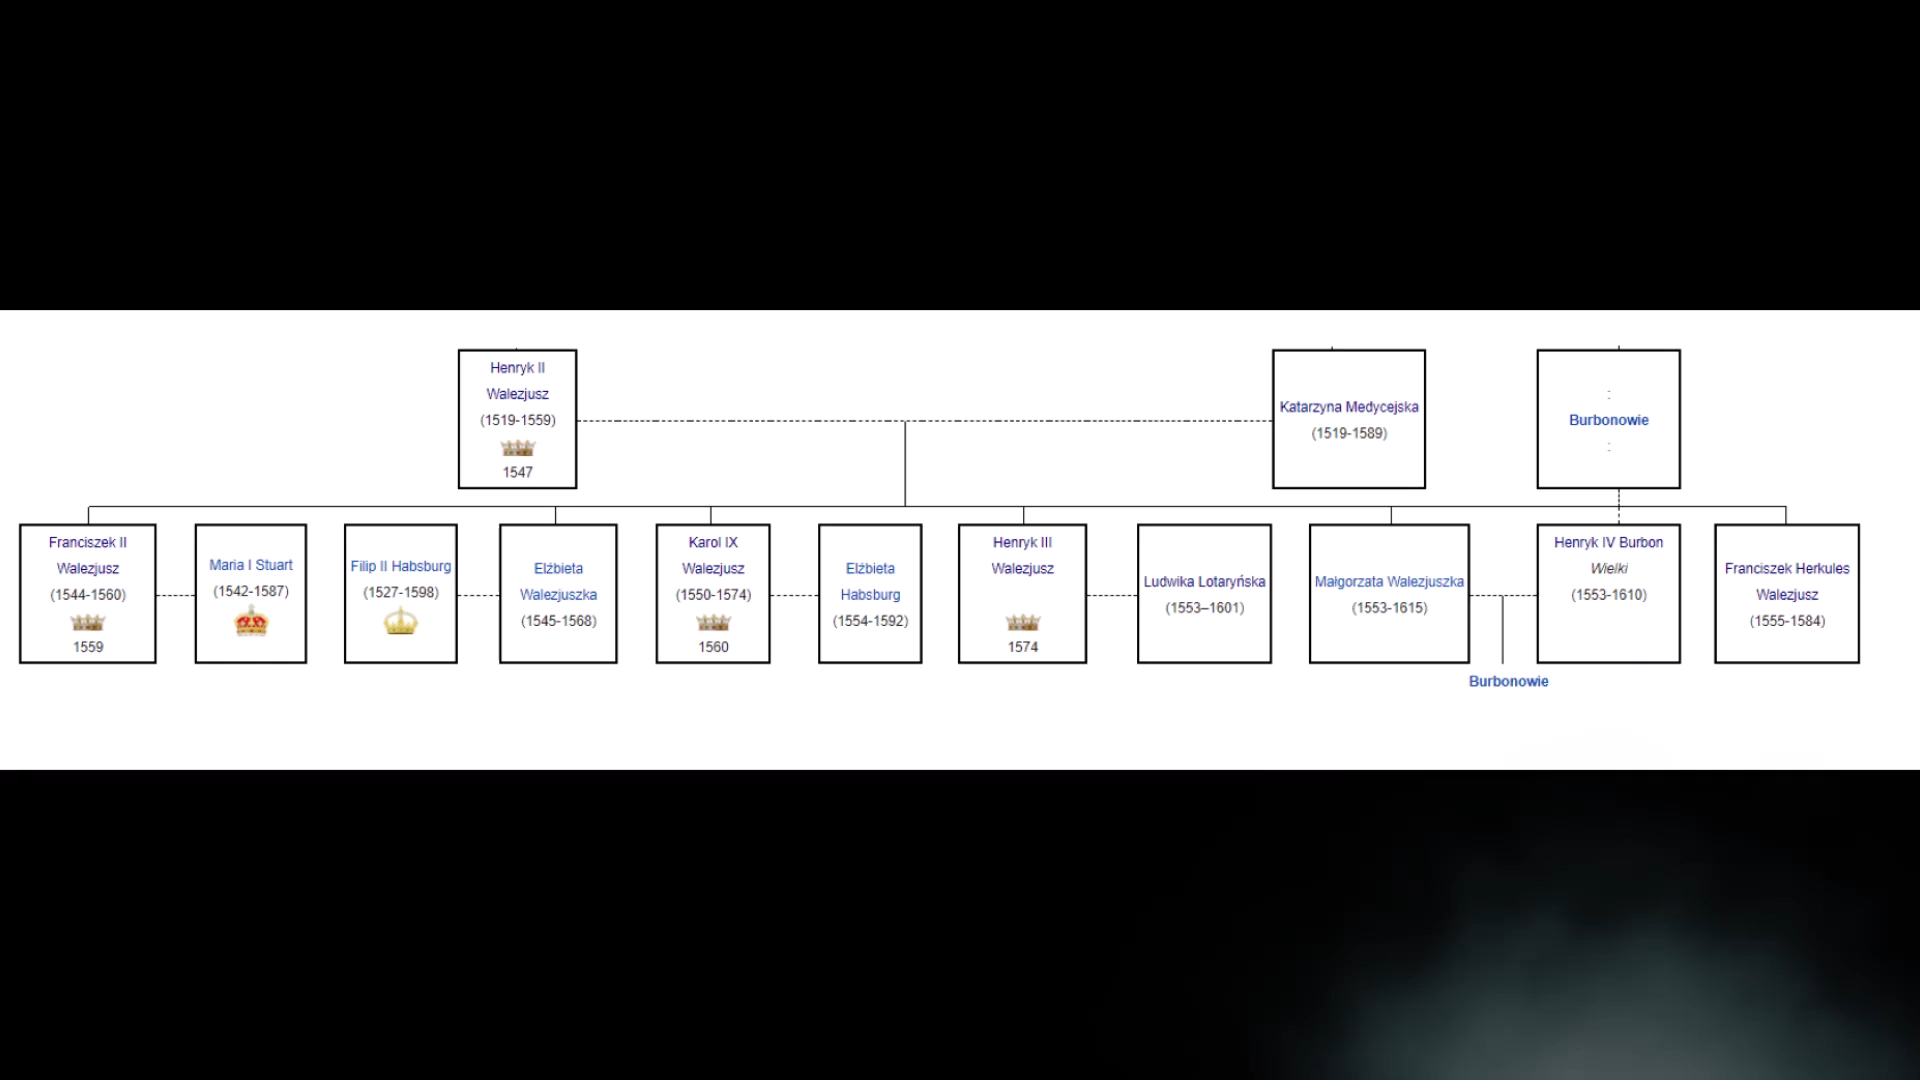 Henryk II
Walezjusz
(1519-1559)
1547
Katarzyna Medycejska
(1519-1589)
:
Burbonowie
:
Franciszek II
Walezjusz
(1544-1560)
1559
Maria I Stuart
(1542-1587)
Filip II Habsburg
(1527-1598)
Elżbieta
Walezjuszka
(1545-1568)
Karol IX
Walezjusz
(1550-1574)
1560
Elżbieta
Habsburg
(1554-1592)
Henryk III
Walezjusz
1574
Ludwika Lotaryńska
(1553–1601)
Małgorzata Walezjuszka
(1553-1615)
Henryk IV Burbon
Wielki
(1553-1610)
Franciszek Herkules
Walezjusz
(1555-1584)
Burbonowie